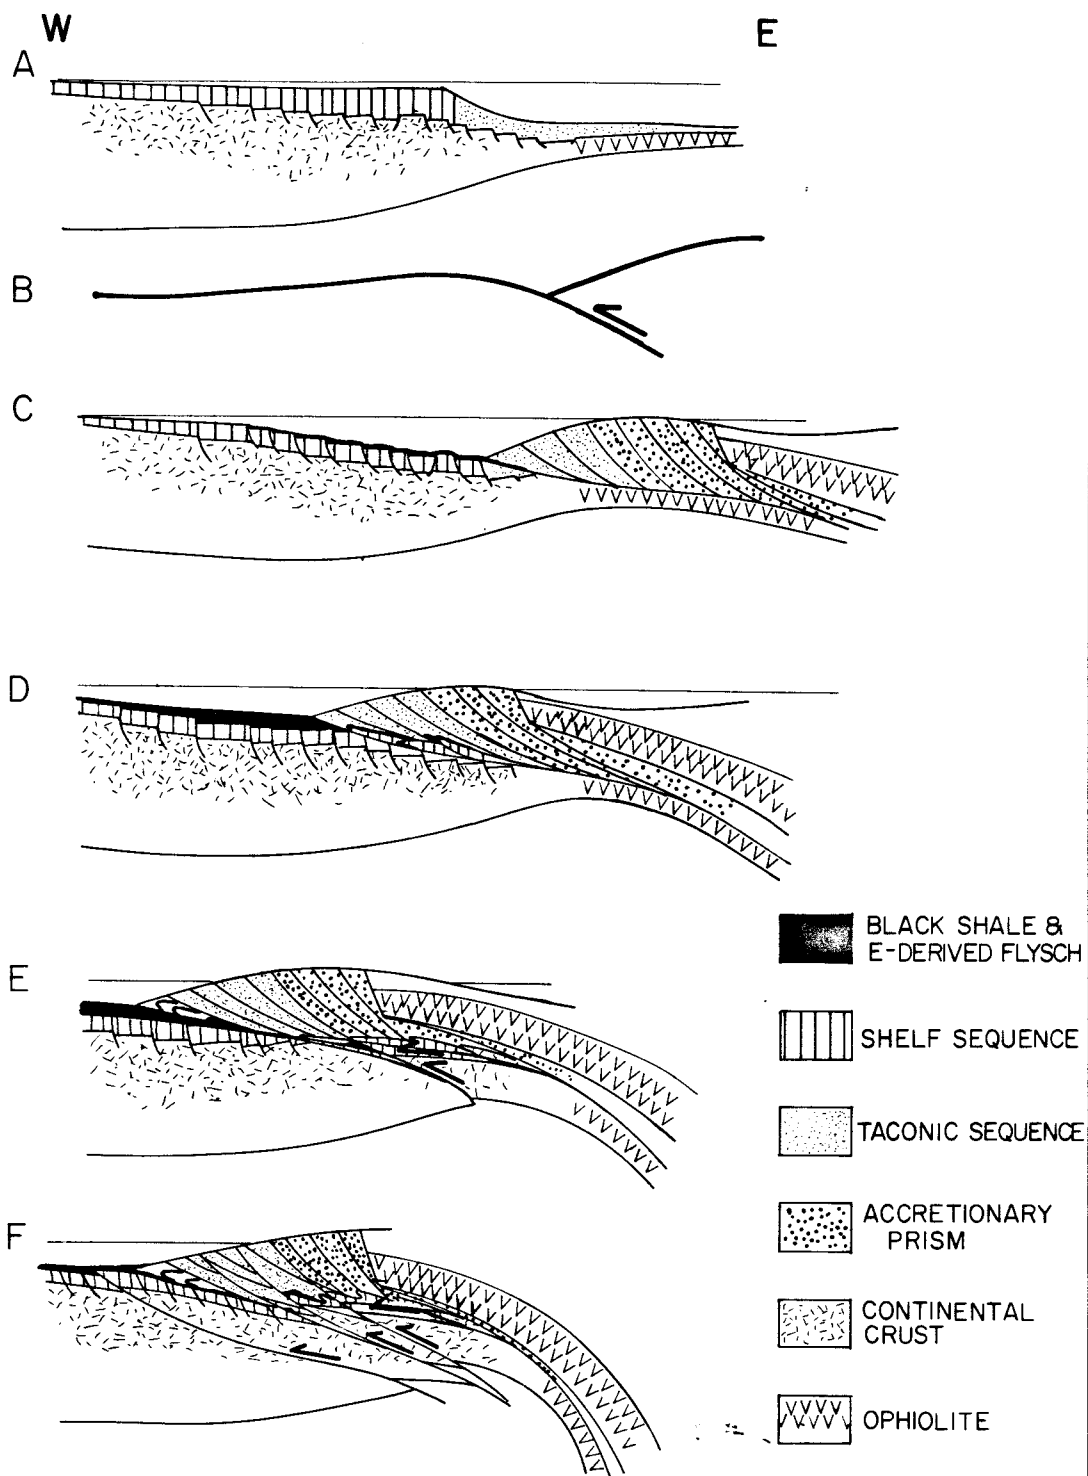 W
E
A
B
C
D
E
F
BLACK SHALE &
E-DERIVED FLYSCH
SHELF SEQUENCE
TACONIC SEQUENCE
ACCRETIONARY
PRISM
CONTINENTAL
CRUST
OPHIOLITE